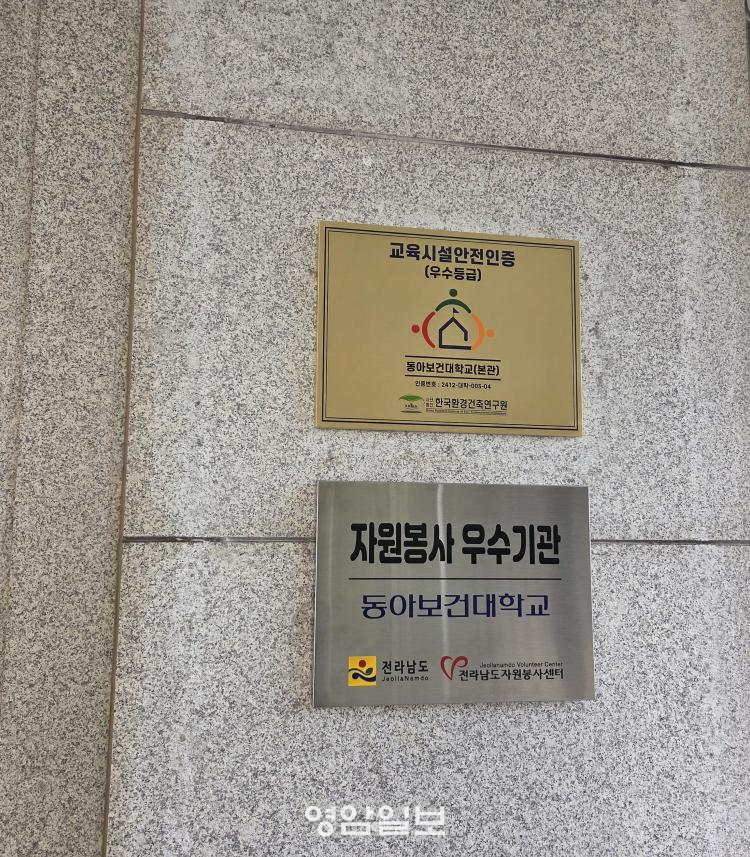 교육시설안전인증
(우수등급)
동아보건대학교(본관)
인증번호 : 2412-대학-005-04
한국환경건축연구원
자원봉사 우수기관
동아보건대학교
전라남도
JeollaNamdo
Jeollanamdo Volunteer Center
전라남도자원봉사센터
영암일보